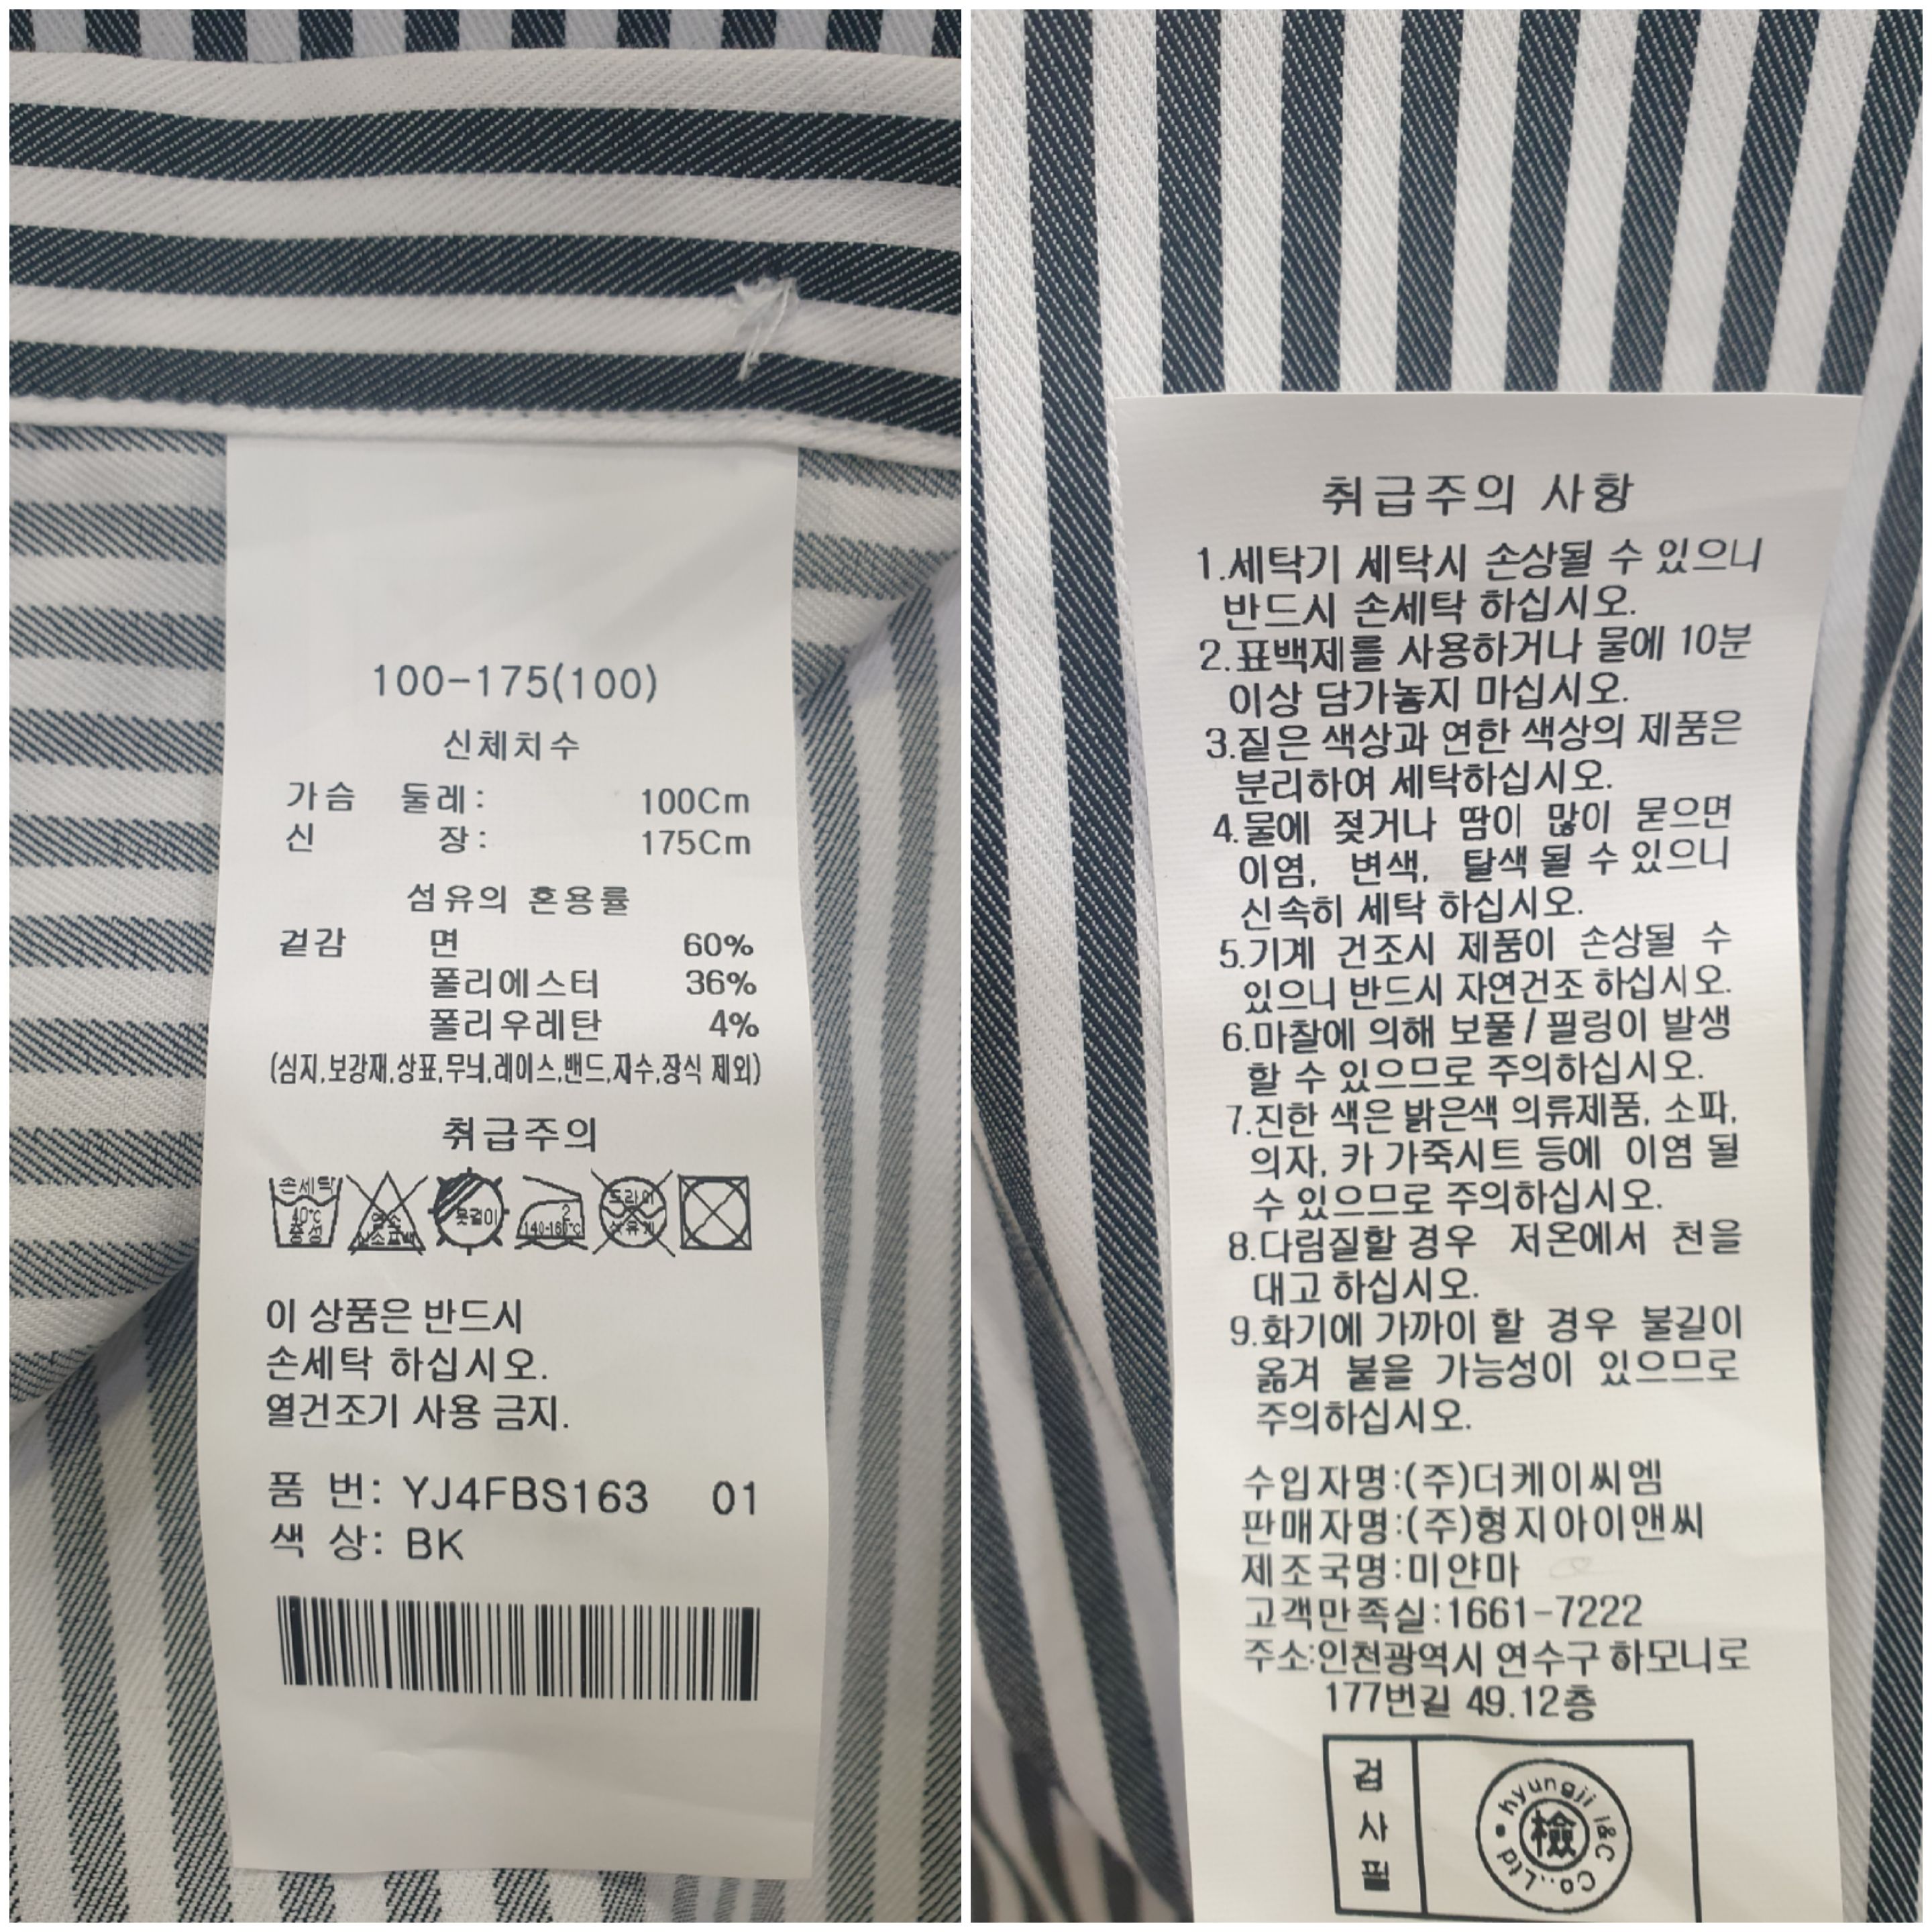 100-175(100)
신체치수
가슴 둘레: 100Cm
신 장: 175Cm
섬유의 혼용률
겉감 면 60%
폴리에스터 36%
폴리우레탄 4%
(심지,보강재,상표,무늬,레이스,밴드,자수,장식 제외)
취급주의
손세탁
40℃
중성
염소
산소표백
옷걸이
2
140-160℃
드라이
석유계
이 상품은 반드시
손세탁 하십시오.
열건조기 사용 금지.
품 번: YJ4FBS163 01
색 상: BK
취급주의 사항
1.세탁기 세탁시 손상될 수 있으니
반드시 손세탁 하십시오.
2.표백제를 사용하거나 물에 10분
이상 담가놓지 마십시오.
3.짙은 색상과 연한 색상의 제품은
분리하여 세탁하십시오.
4.물에 젖거나 땀이 많이 묻으면
이염, 변색, 탈색 될 수 있으니
신속히 세탁 하십시오.
5.기계 건조시 제품이 손상될 수
있으니 반드시 자연건조 하십시오.
6.마찰에 의해 보풀/필링이 발생
할 수 있으므로 주의하십시오.
7.진한 색은 밝은색 의류제품, 소파,
의자, 카 가죽시트 등에 이염 될
수 있으므로 주의하십시오.
8.다림질할 경우 저온에서 천을
대고 하십시오.
9.화기에 가까이 할 경우 불길이
옮겨 붙을 가능성이 있으므로
주의하십시오.
수입자명:(주)더케이씨엠
판매자명:(주)형지아이앤씨
제조국명:미얀마
고객만족실:1661-7222
주소:인천광역시 연수구 하모니로
177번길 49.12층
검사필
hyungji I&C Co.,Ltd
檢